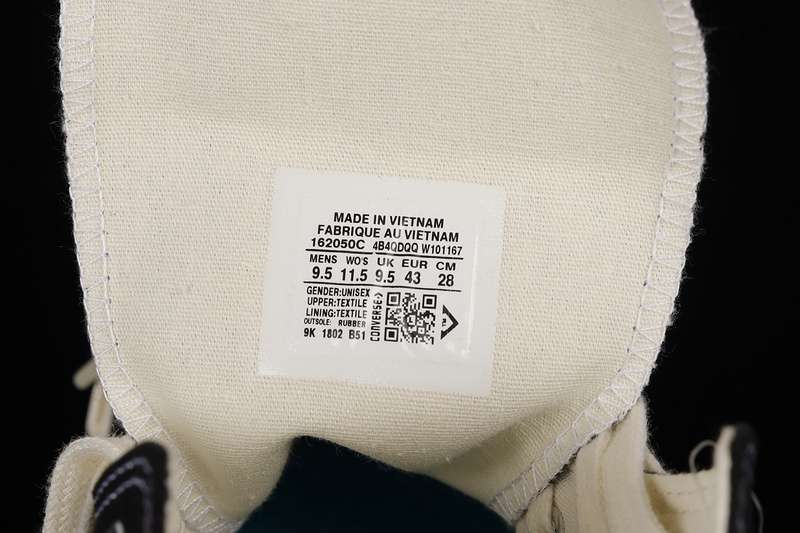 MADE IN VIETNAM
FABRIQUE AU VIETNAM
162050C 4B4QDQQ W101167
MENS WO'S UK EUR CM
9.5 11.5 9.5 43 28
GENDER:UNISEX
UPPER:TEXTILE
LINING:TEXTILE
OUTSOLE: RUBBER
9K 1802 B51
CONVERSE